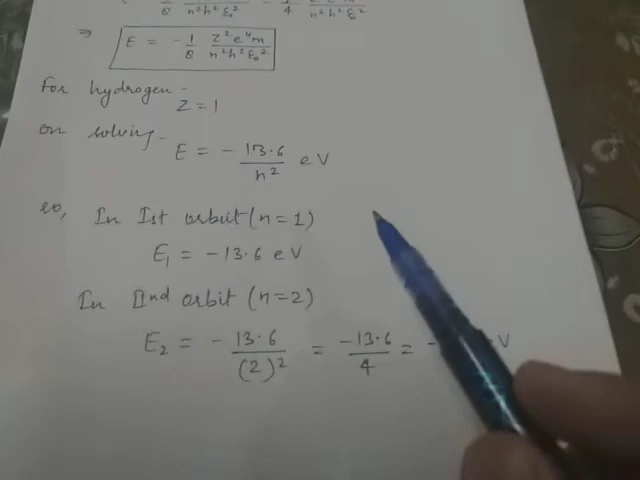 ⇒ E = -1/8 Z²e⁴m/n²h²ε₀²
For hydrogen -
Z = 1
on solving -
E = - 13.6/n² eV
so, In Ist orbit (n=1)
E₁ = -13.6 eV
In IInd orbit (n=2)
E₂ = - 13.6/(2)² = -13.6/4 = - V